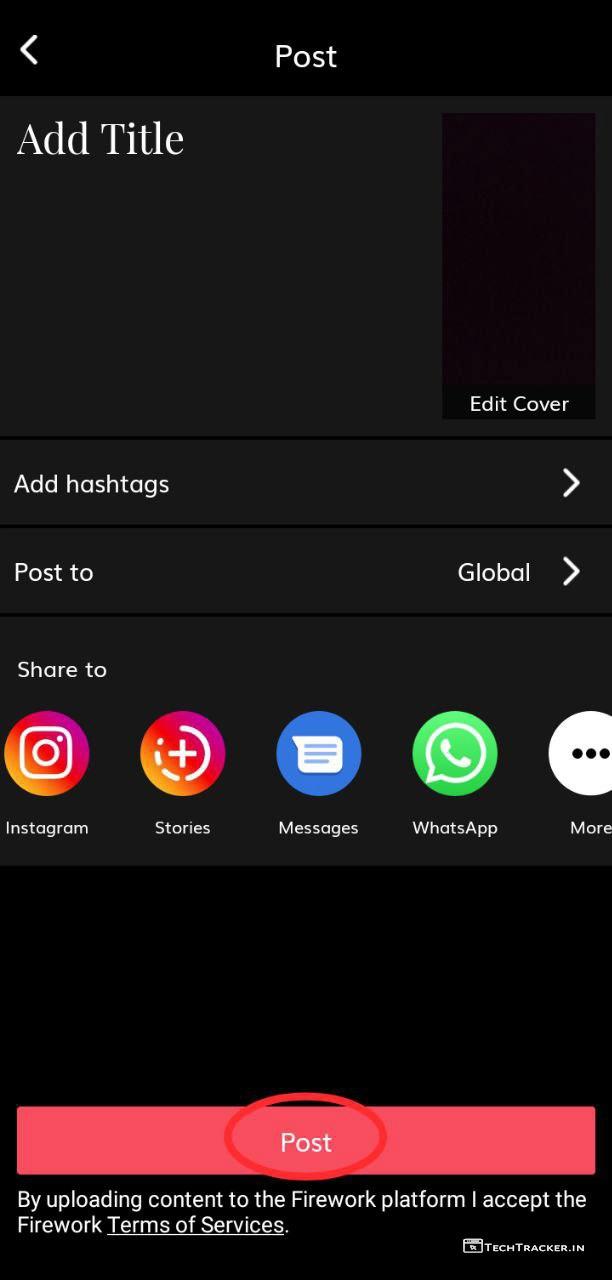 Post
Add Title
Edit Cover
Add hashtags
Post to Global
Share to
Instagram Stories Messages WhatsApp More
Post
By uploading content to the Firework platform I accept the
Firework Terms of Services.
TECHTRACKER.IN